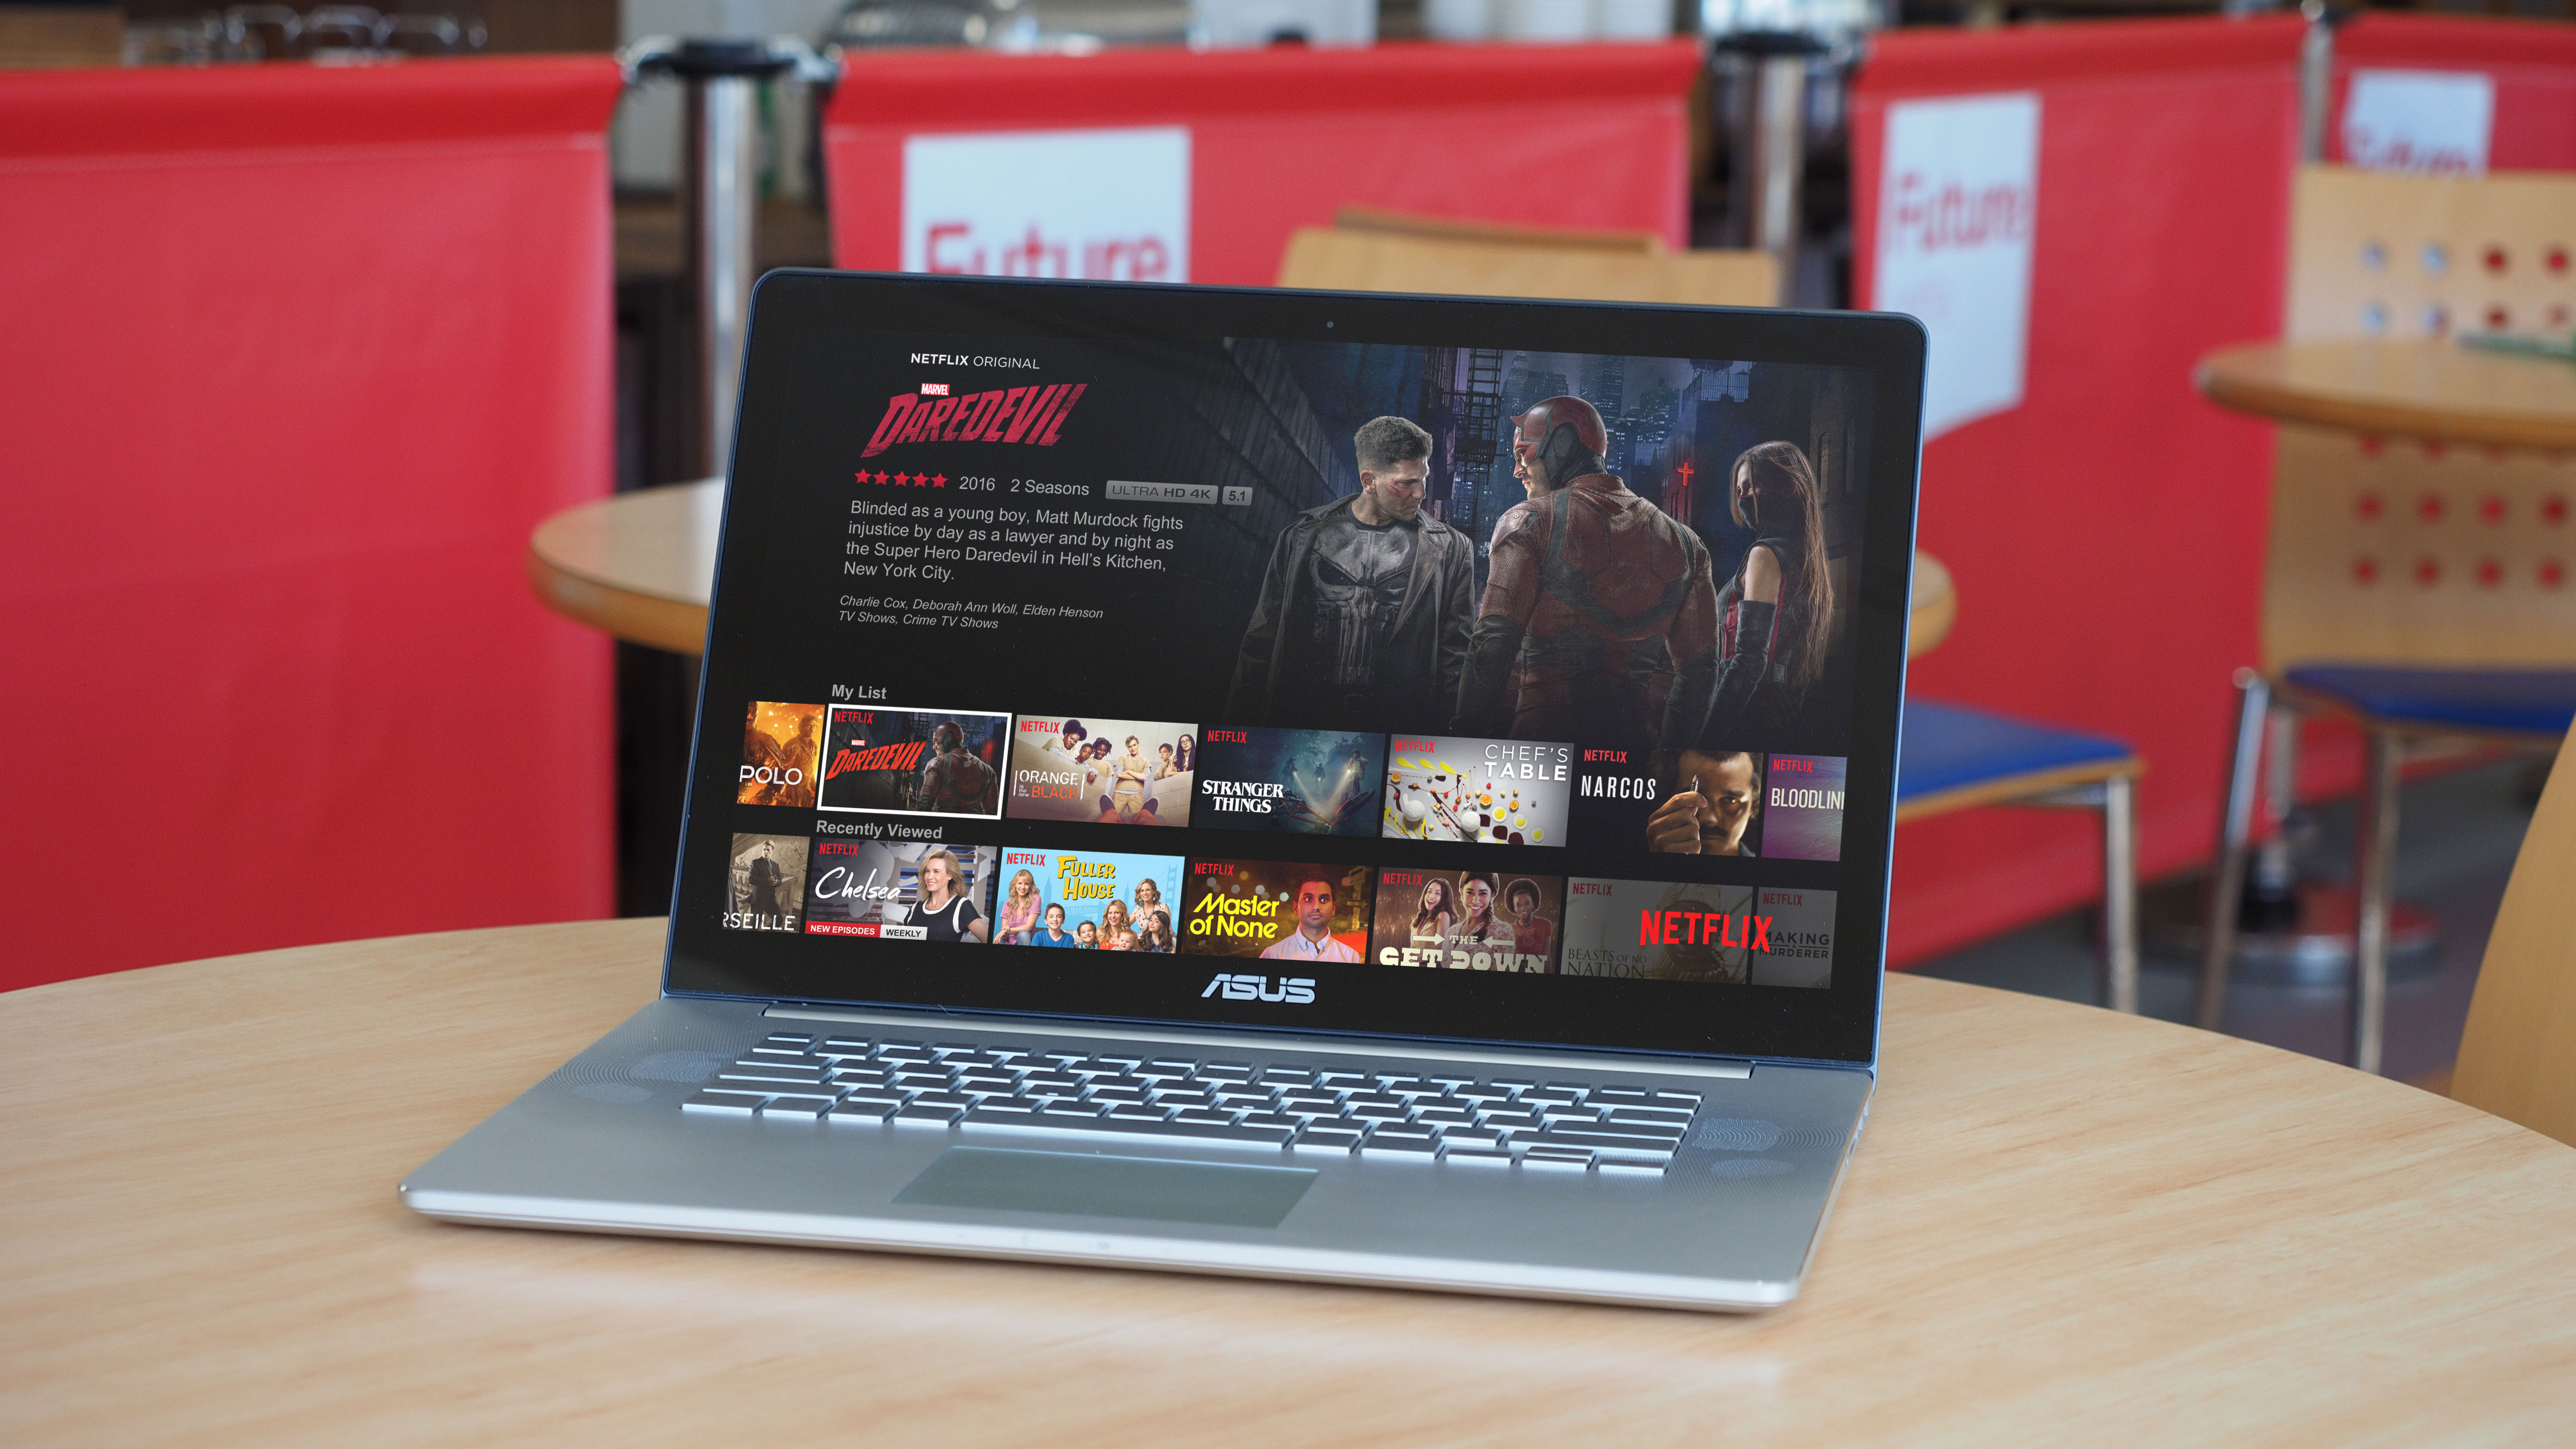 Future
Future
Future
NETFLIX ORIGINAL
MARVEL
DAREDEVIL
2016 2 Seasons ULTRA HD 4K 5.1
Blinded as a young boy, Matt Murdock fights
injustice by day as a lawyer and by night as
the Super Hero Daredevil in Hell's Kitchen,
New York City.
Charlie Cox, Deborah Ann Woll, Elden Henson
TV Shows, Crime TV Shows
My List
POLO
NETFLIX
MARVEL
DAREDEVIL
NETFLIX
ORANGE
BLACK
NETFLIX
STRANGER
THINGS
NETFLIX
CHEF'S
TABLE
NETFLIX
NARCOS
NETFLIX
BLOODLIN
Recently Viewed
RSEILLE
NETFLIX
Chelsea
NEW EPISODES WEEKLY
NETFLIX
FULLER
HOUSE
NETFLIX
Master
of None
NETFLIX
THE
GET DOWN
NETFLIX
BEASTS OF NO
NATION
NETFLIX
NETFLIX
MAKING
MURDERER
ASUS